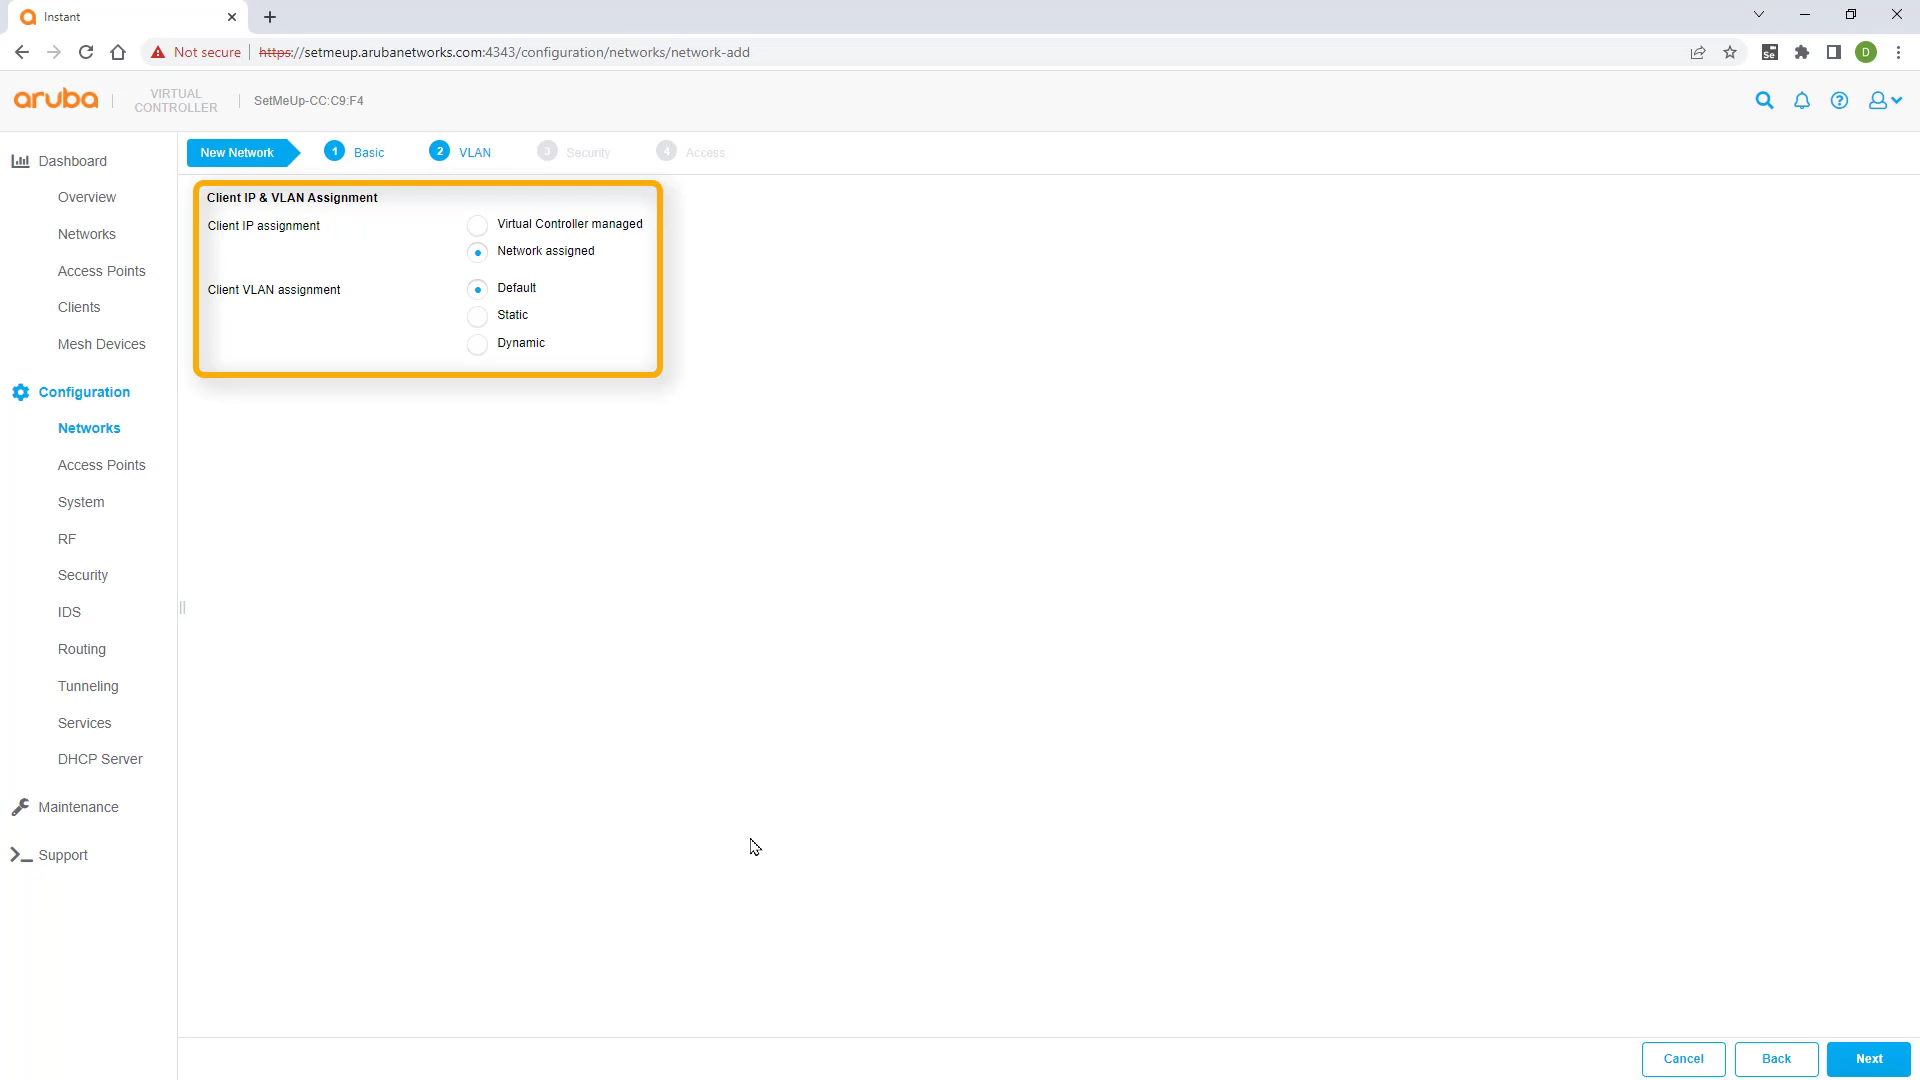 Instant
Not secure
https://setmeup.arubanetworks.com:4343/configuration/networks/network-add
Se
D
aruba
VIRTUAL
CONTROLLER
SetMeUp-CC:C9:F4
New Network
1 Basic
2 VLAN
3 Security
4 Access
Dashboard
Overview
Networks
Access Points
Clients
Mesh Devices
Configuration
Networks
Access Points
System
RF
Security
IDS
Routing
Tunneling
Services
DHCP Server
Maintenance
Support
Client IP & VLAN Assignment
Client IP assignment
Virtual Controller managed
Network assigned
Client VLAN assignment
Default
Static
Dynamic
Cancel
Back
Next